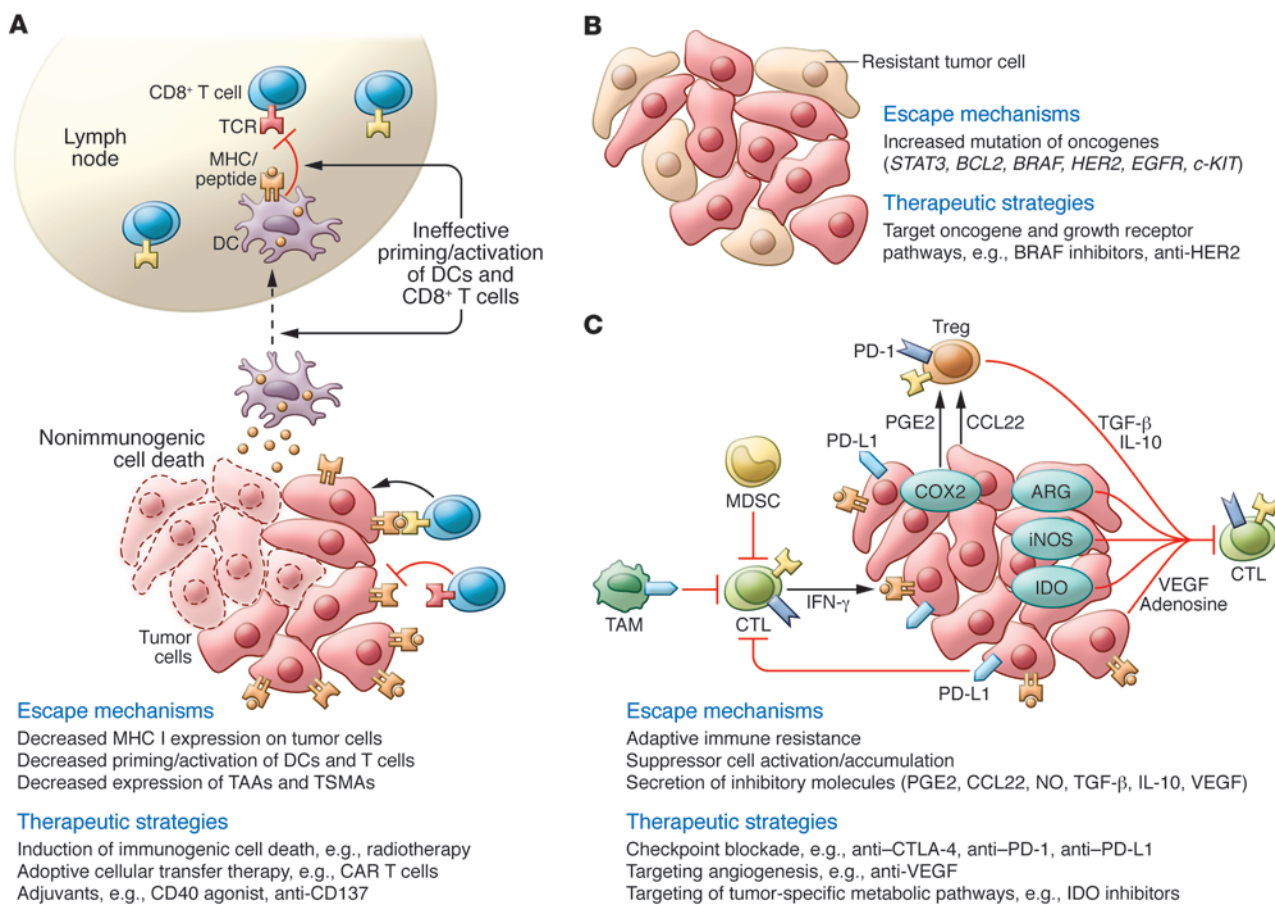 A
CD8⁺ T cell
TCR
Lymph
node
MHC/
peptide
DC
Ineffective
priming/activation
of DCs and
CD8⁺ T cells
Nonimmunogenic
cell death
Tumor
cells
Escape mechanisms
Decreased MHC I expression on tumor cells
Decreased priming/activation of DCs and T cells
Decreased expression of TAAs and TSMAs
Therapeutic strategies
Induction of immunogenic cell death, e.g., radiotherapy
Adoptive cellular transfer therapy, e.g., CAR T cells
Adjuvants, e.g., CD40 agonist, anti-CD137
B
Resistant tumor cell
Escape mechanisms
Increased mutation of oncogenes
(STAT3, BCL2, BRAF, HER2, EGFR, c-KIT)
Therapeutic strategies
Target oncogene and growth receptor
pathways, e.g., BRAF inhibitors, anti-HER2
C
Treg
PD-1
PGE2
CCL22
TGF-β
IL-10
PD-L1
MDSC
COX2
ARG
iNOS
IDO
CTL
TAM
CTL
IFN-γ
VEGF
Adenosine
PD-L1
Escape mechanisms
Adaptive immune resistance
Suppressor cell activation/accumulation
Secretion of inhibitory molecules (PGE2, CCL22, NO, TGF-β, IL-10, VEGF)
Therapeutic strategies
Checkpoint blockade, e.g., anti–CTLA-4, anti–PD-1, anti–PD-L1
Targeting angiogenesis, e.g., anti-VEGF
Targeting of tumor-specific metabolic pathways, e.g., IDO inhibitors